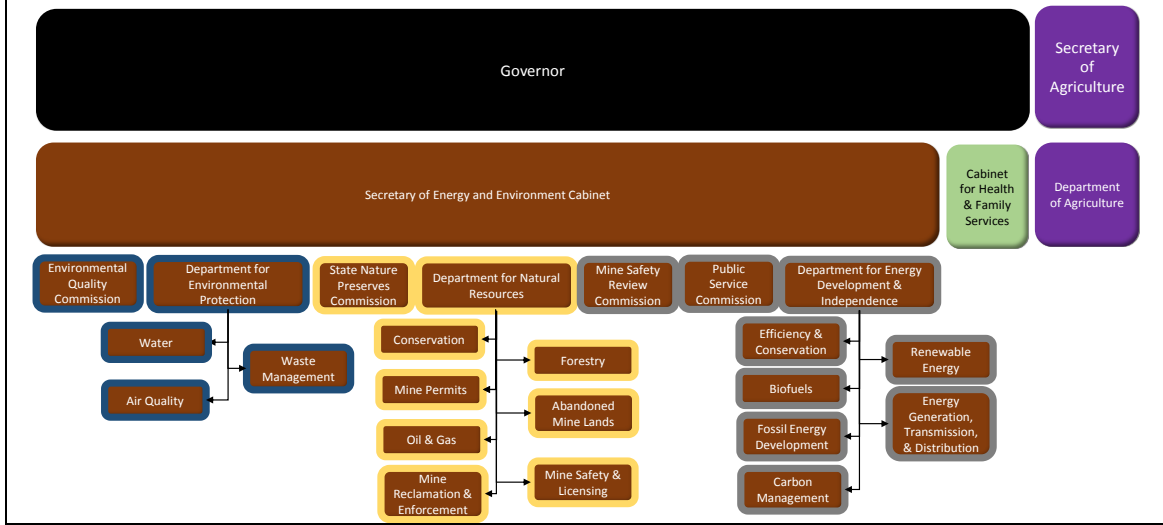 Governor
Secretary
of
Agriculture
Secretary of Energy and Environment Cabinet
Cabinet
for Health
& Family
Services
Department
of Agriculture
Environmental
Quality
Commission
Department for
Environmental
Protection
State Nature
Preserves
Commission
Department for Natural
Resources
Mine Safety
Review
Commission
Public
Service
Commission
Department for Energy
Development &
Independence
Water
Waste
Management
Air Quality
Conservation
Forestry
Mine Permits
Abandoned
Mine Lands
Oil & Gas
Mine
Reclamation &
Enforcement
Mine Safety &
Licensing
Efficiency &
Conservation
Renewable
Energy
Biofuels
Energy
Generation,
Transmission,
& Distribution
Fossil Energy
Development
Carbon
Management